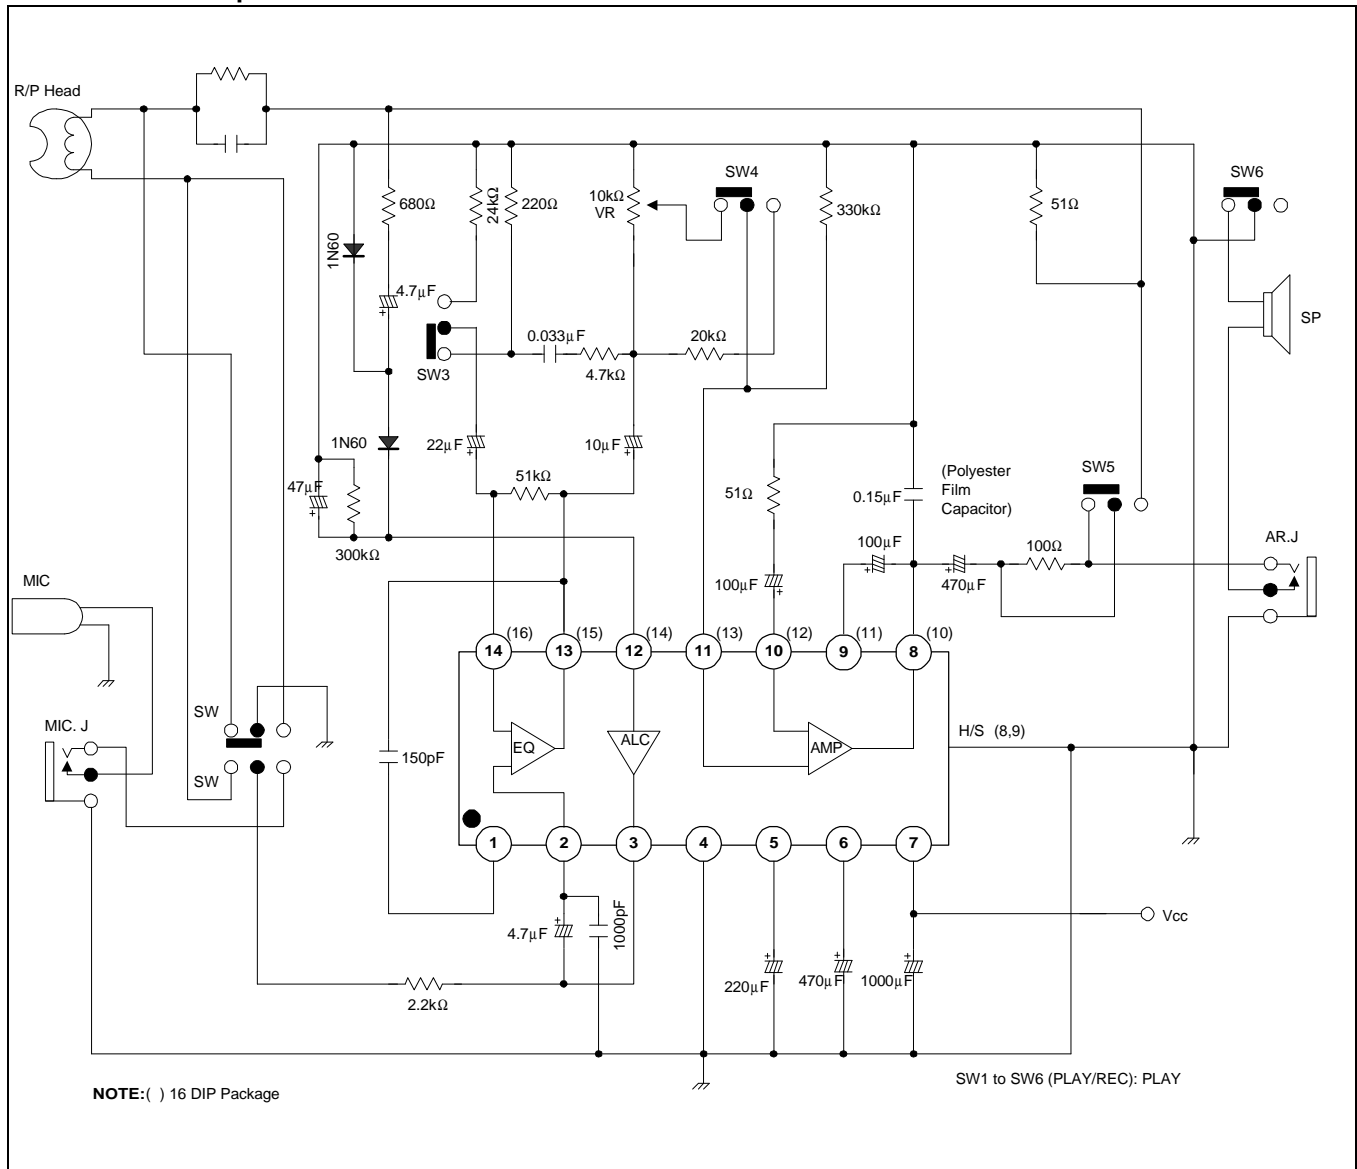 R/P Head
SW4
SW6
680Ω
24kΩ
220Ω
10kΩ
VR
330kΩ
51Ω
1N60
4.7μF
SP
0.033μF
20kΩ
SW3
4.7kΩ
1N60
22μF
10μF
51kΩ
47μF
(Polyester
Film
Capacitor)
SW5
51Ω
0.15μF
300kΩ
100μF
100Ω
AR.J
MIC
100μF
470μF
(16)
(15)
(14)
(13)
(12)
(11)
(10)
14
13
12
11
10
9
8
SW
MIC. J
H/S (8,9)
EQ
ALC
AMP
150pF
SW
1
2
3
4
5
6
7
4.7μF
1000pF
Vcc
220μF
470μF
1000μF
2.2kΩ
NOTE:( ) 16 DIP Package
SW1 to SW6 (PLAY/REC): PLAY